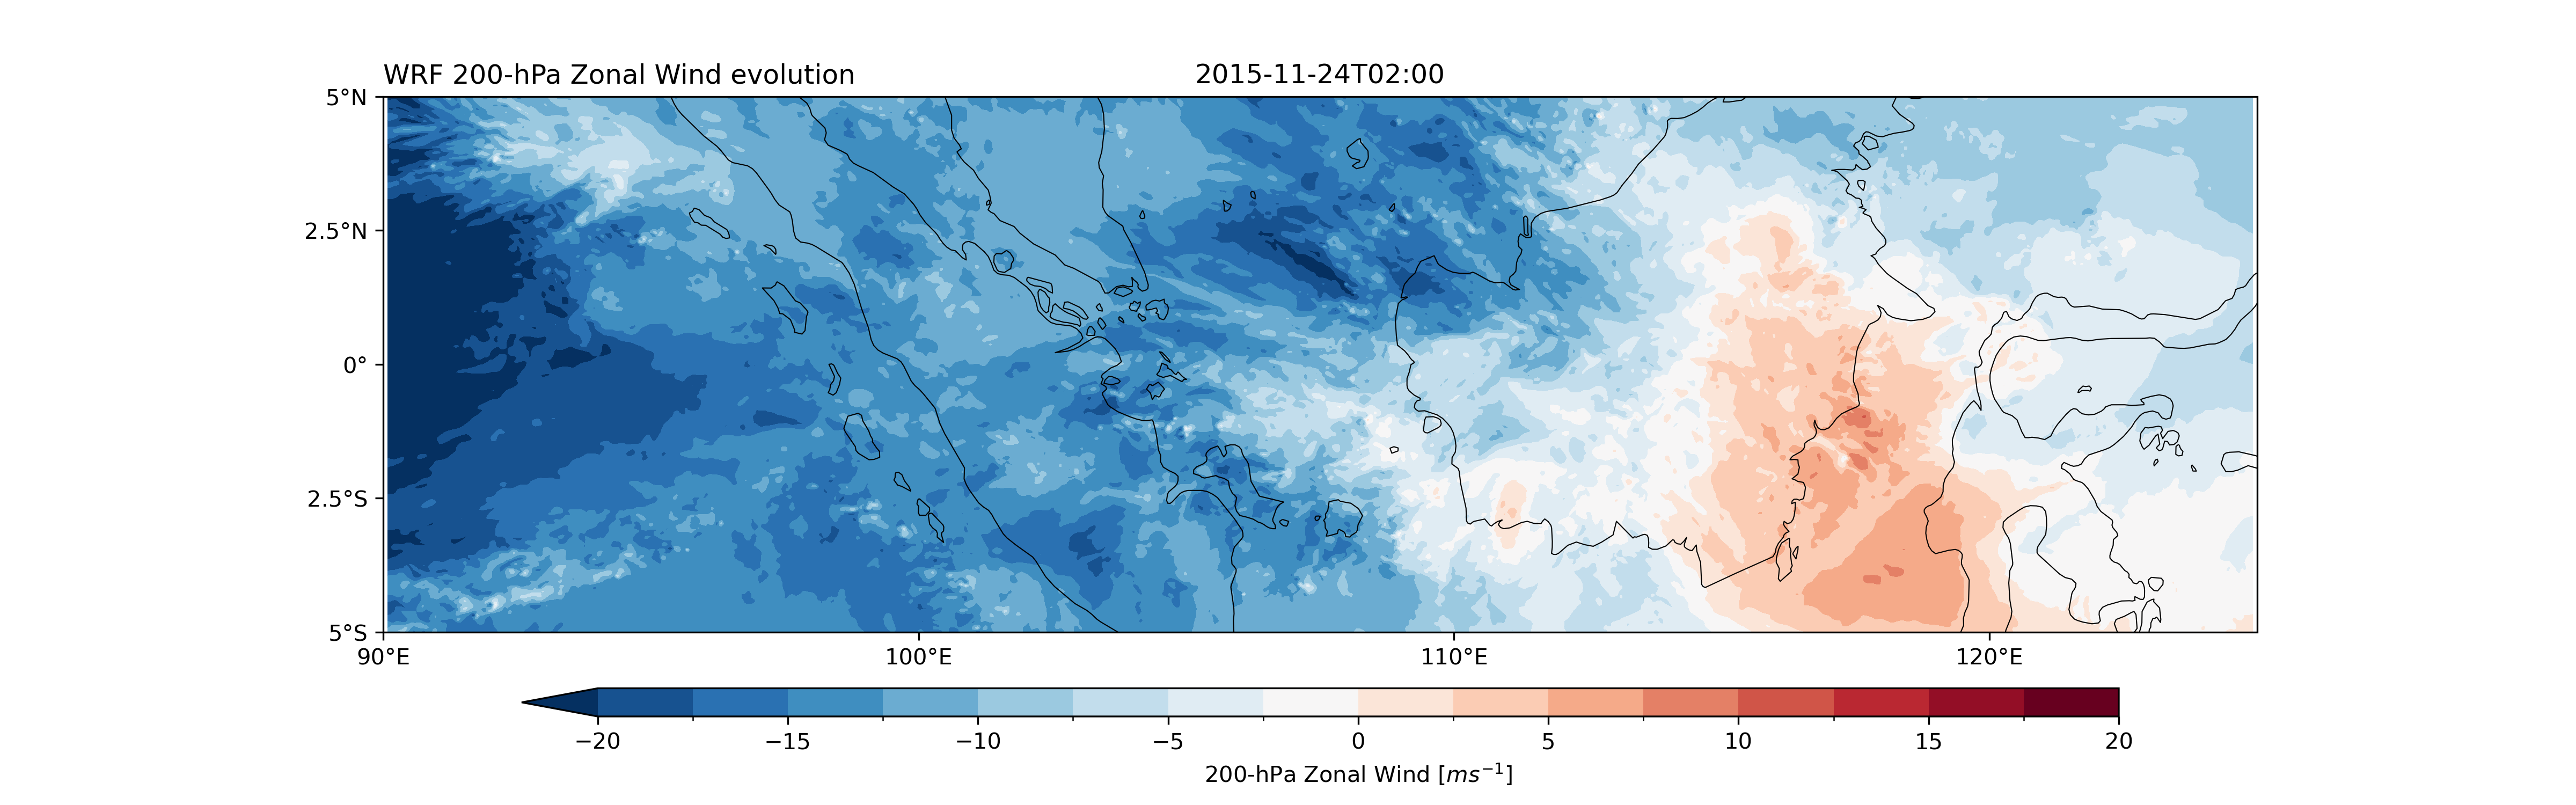 WRF 200-hPa Zonal Wind evolution 2015-11-24T02:00
5°N
2.5°N
0°
2.5°S
5°S
90°E 100°E 110°E 120°E
−20 −15 −10 −5 0 5 10 15 20
200-hPa Zonal Wind [ms⁻¹]